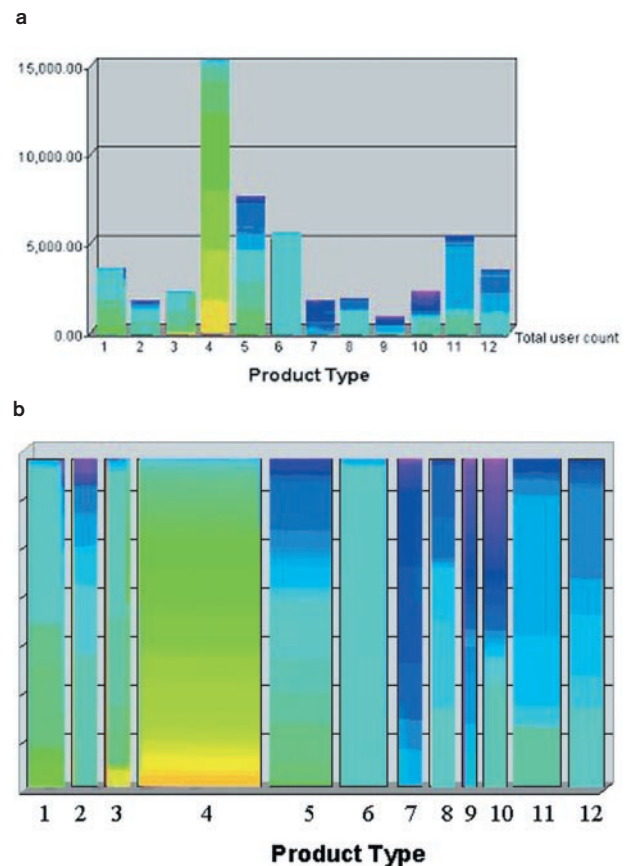 a
15,000.00
10,000.00
5,000.00
0.00
1 2 3 4 5 6 7 8 9 10 11 12
Total user count
Product Type
b
1 2 3 4 5 6 7 8 9 10 11 12
Product Type